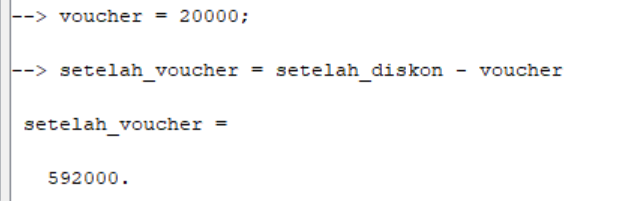 --> voucher = 20000;
--> setelah_voucher = setelah_diskon - voucher
setelah_voucher =
592000.